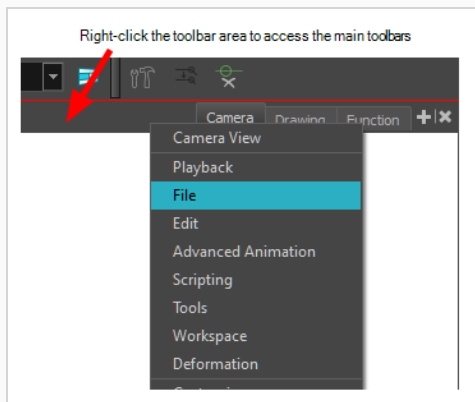 Right-click the toolbar area to access the main toolbars
Camera Drawing Function
Camera View
Playback
File
Edit
Advanced Animation
Scripting
Tools
Workspace
Deformation